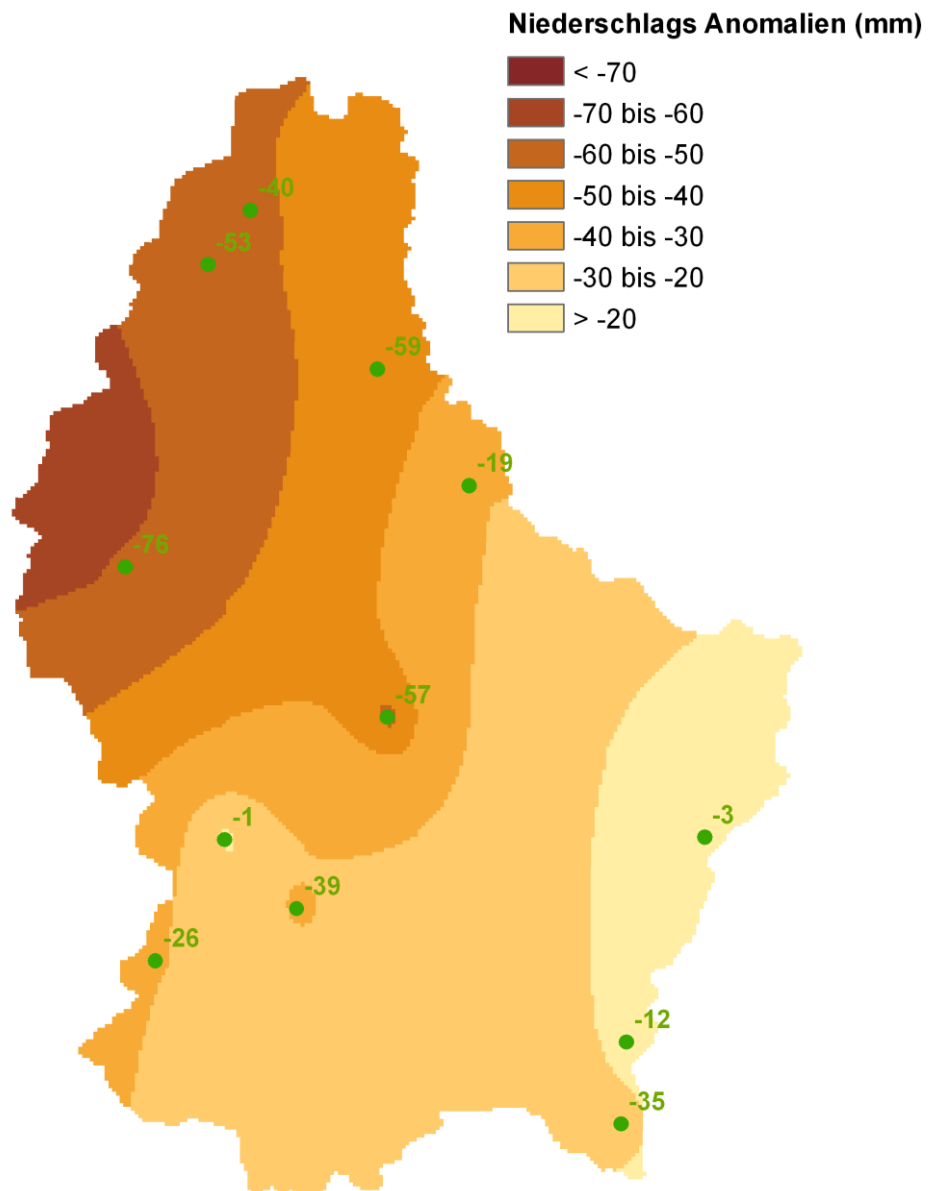 Niederschlags Anomalien (mm)
< -70
-70 bis -60
-60 bis -50
-50 bis -40
-40 bis -30
-30 bis -20
> -20
-40
-53
-59
-19
-76
-57
-1
-3
-39
-26
-12
-35